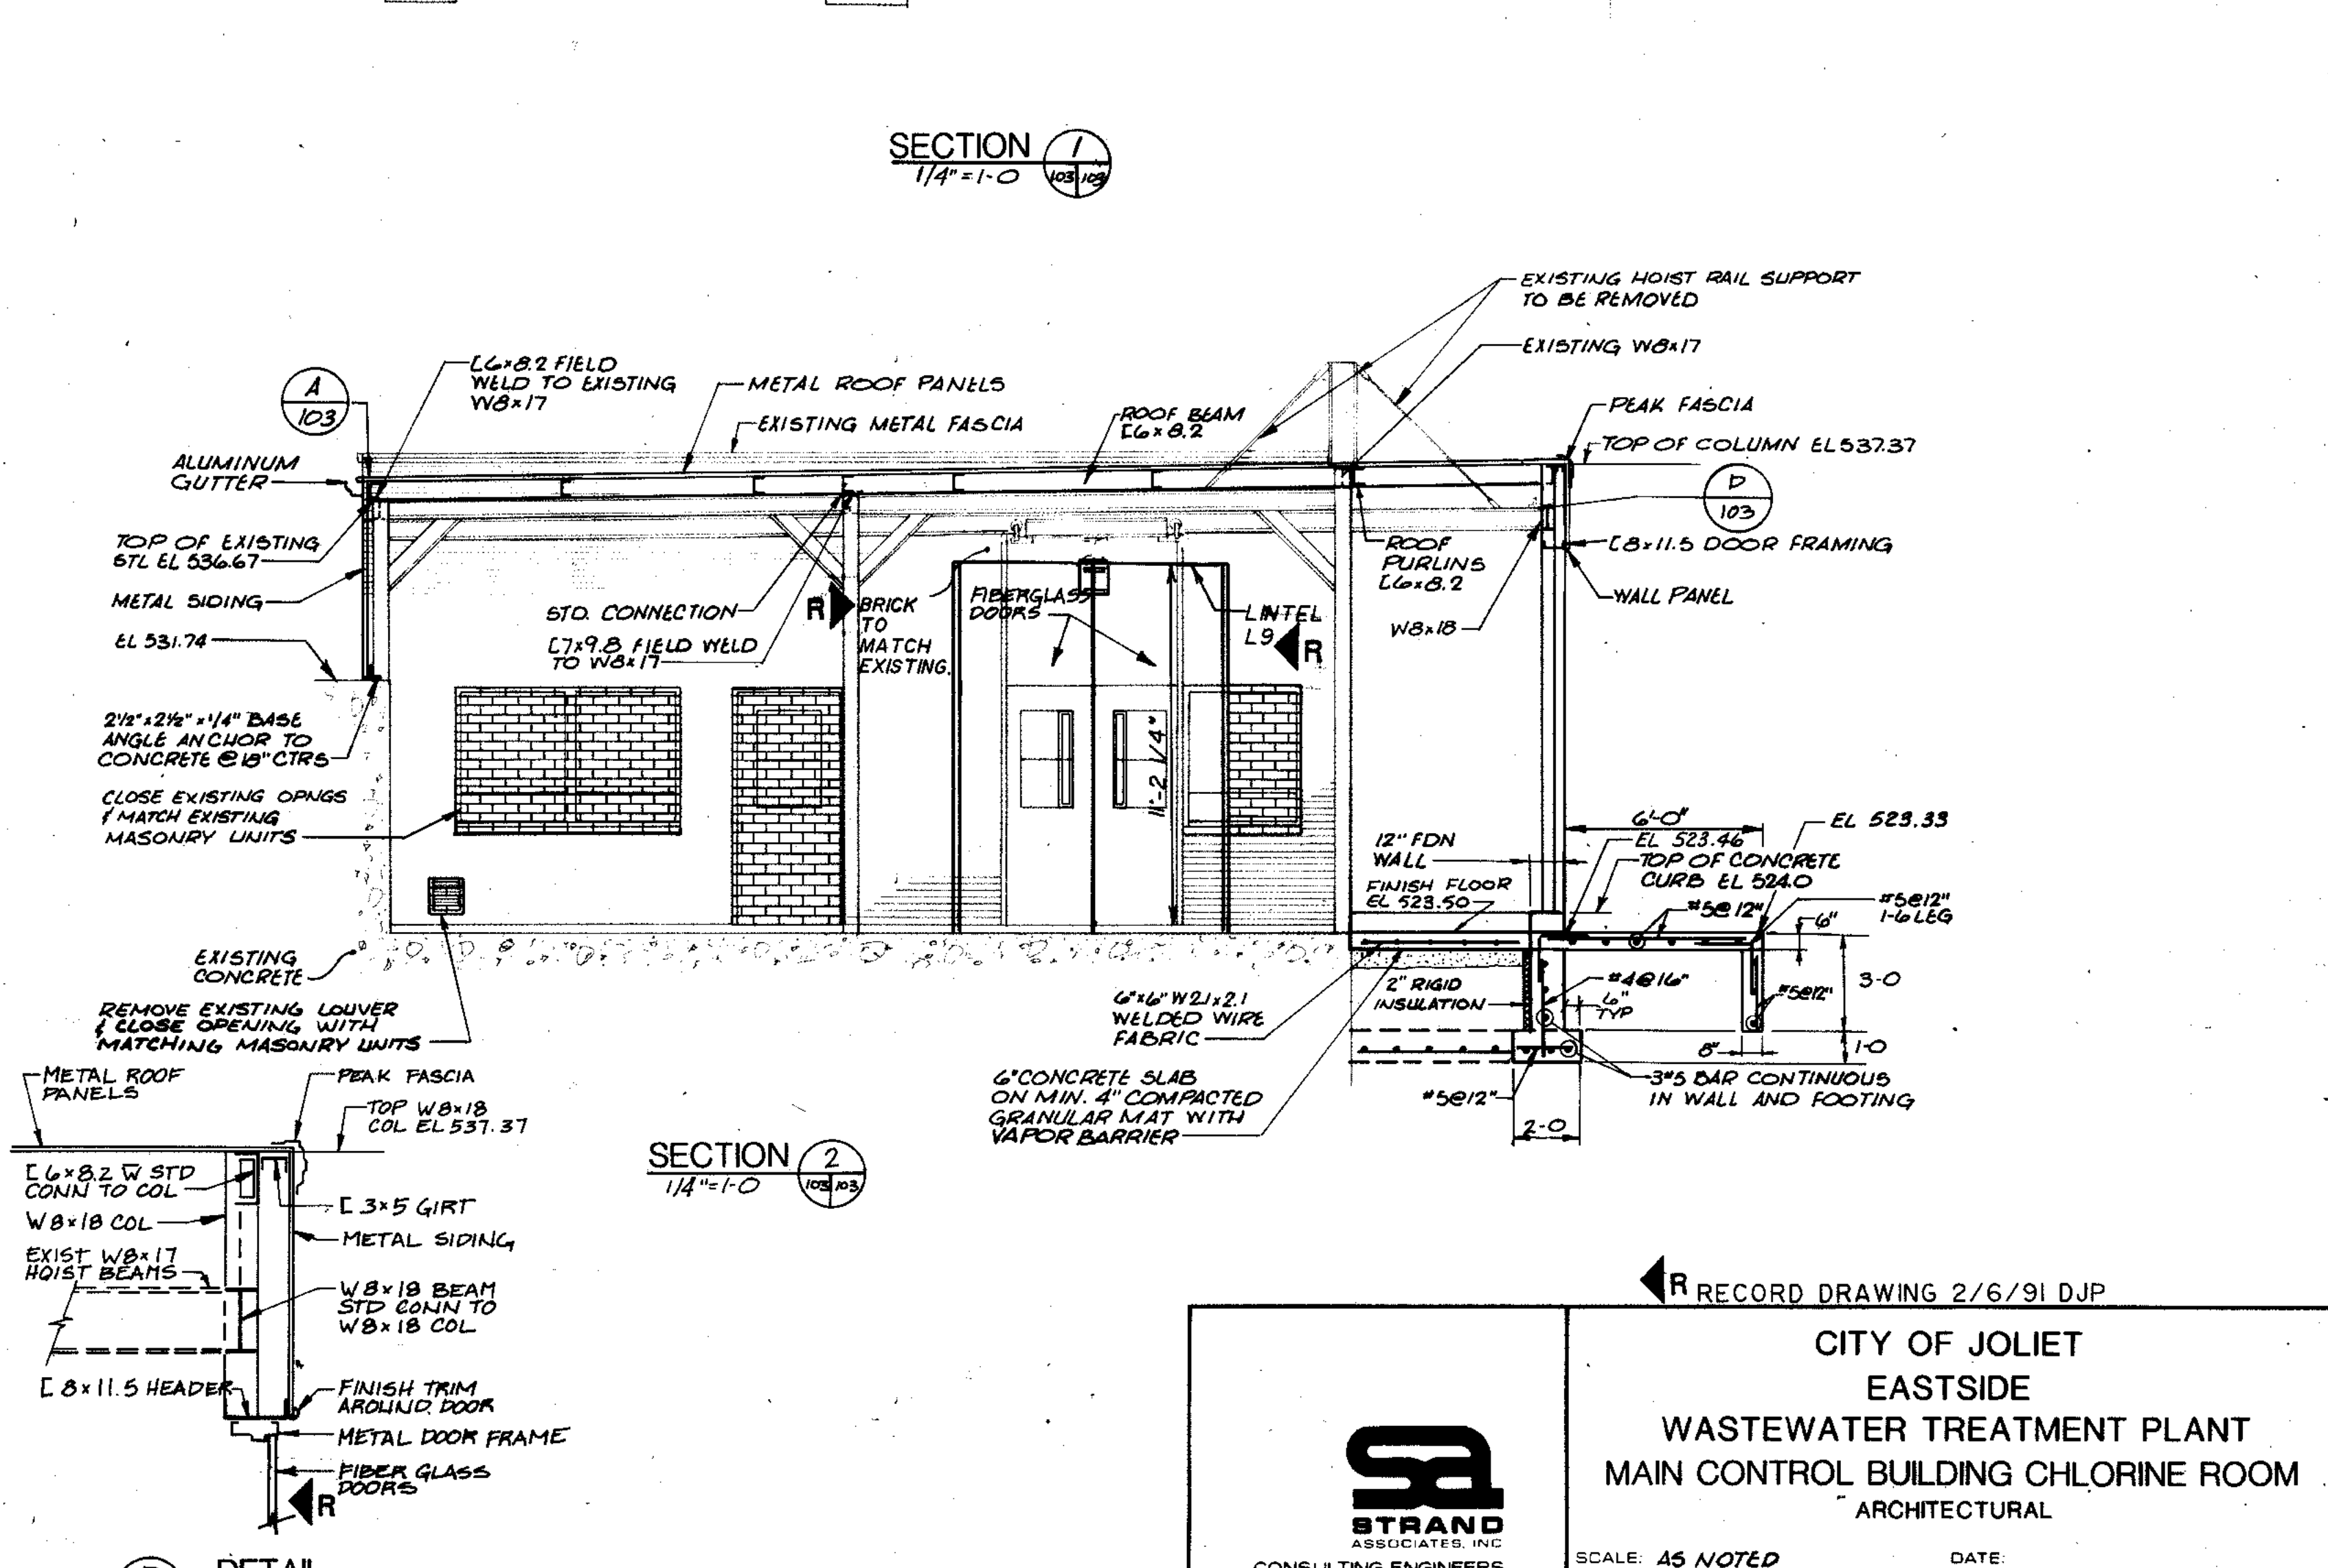 SECTION 1
1/4"=1-0 103 103
EXISTING HOIST RAIL SUPPORT
TO BE REMOVED
EXISTING W8x17
[6x8.2 FIELD
WELD TO EXISTING
W8x17
METAL ROOF PANELS
EXISTING METAL FASCIA
ROOF BEAM
[6x8.2
PEAK FASCIA
TOP OF COLUMN EL 537.37
A
103
ALUMINUM
GUTTER
D
103
TOP OF EXISTING
STL EL 536.67
METAL SIDING
EL 531.74
STD. CONNECTION
[7x9.8 FIELD WELD
TO W8x17
R
BRICK
TO
MATCH
EXISTING.
FIBERGLASS
DOORS
LINTEL
L9
R
ROOF
PURLINS
[6x8.2
W8x18
[8x11.5 DOOR FRAMING
WALL PANEL
2½"x2½"x¼" BASE
ANGLE ANCHOR TO
CONCRETE @18" CTRS
CLOSE EXISTING OPNGS
& MATCH EXISTING
MASONRY UNITS
11'-2 1/4"
12" FDN
WALL
FINISH FLOOR
EL 523.50
6'-0"
EL 523.33
EL 523.46
TOP OF CONCRETE
CURB EL 524.0
#5@12"
#5@12"
1-6 LEG
6"
3-0
EXISTING
CONCRETE
REMOVE EXISTING LOUVER
& CLOSE OPENING WITH
MATCHING MASONRY UNITS
6"x6" W2.1x2.1
WELDED WIRE
FABRIC
2" RIGID
INSULATION
#4@16"
6"
TYP
#5@12"
8"
1-0
6" CONCRETE SLAB
ON MIN. 4" COMPACTED
GRANULAR MAT WITH
VAPOR BARRIER
#5@12"
2-0
3#5 BAR CONTINUOUS
IN WALL AND FOOTING
SECTION 2
1/4"=1-0 103 103
METAL ROOF
PANELS
PEAK FASCIA
TOP W8x18
COL EL 537.37
[6x8.2 W STD
CONN TO COL
W8x18 COL
EXIST W8x17
HOIST BEAMS
[8x11.5 HEADER
[3x5 GIRT
METAL SIDING
W8x18 BEAM
STD CONN TO
W8x18 COL
FINISH TRIM
AROUND DOOR
METAL DOOR FRAME
FIBER GLASS
DOORS
R
DETAIL
R RECORD DRAWING 2/6/91 DJP
CITY OF JOLIET
EASTSIDE
WASTEWATER TREATMENT PLANT
MAIN CONTROL BUILDING CHLORINE ROOM
ARCHITECTURAL
sa
STRAND
ASSOCIATES, INC
CONSULTING ENGINEERS
SCALE: AS NOTED
DATE: